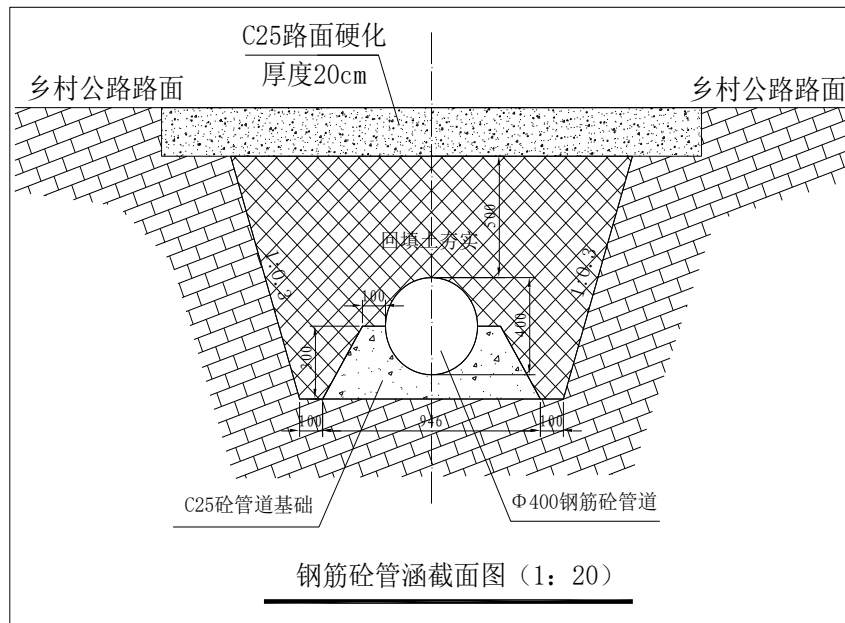 C25路面硬化
厚度20cm
乡村公路路面
乡村公路路面
500
回填土夯实
1:0.3
1:0.3
100
400
300
100
946
100
C25砼管道基础
Φ400钢筋砼管道
钢筋砼管涵截面图（1：20）